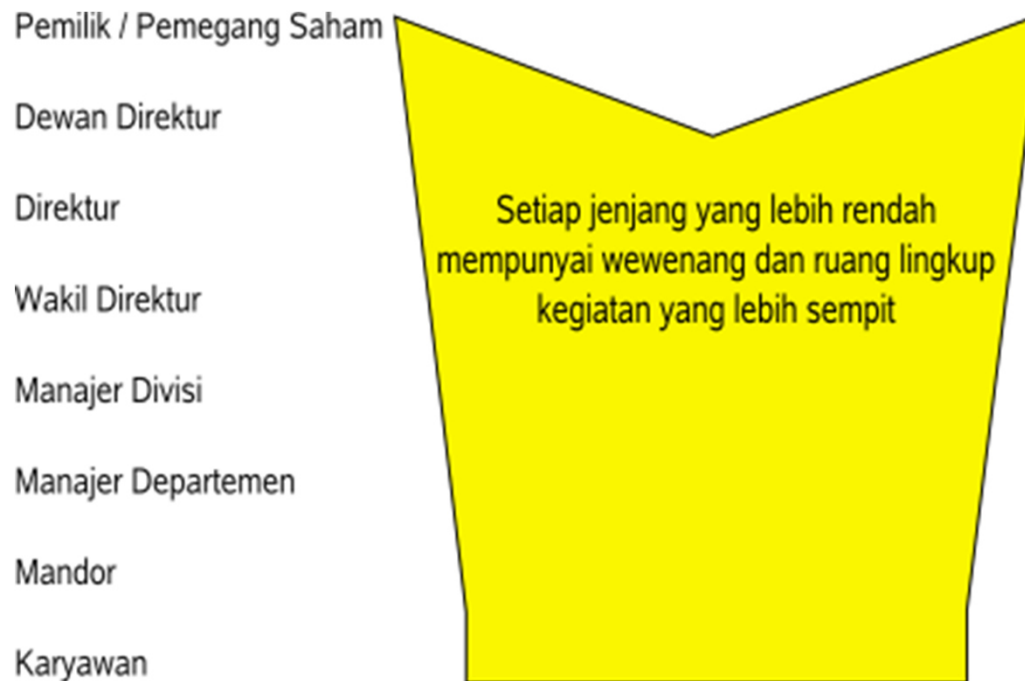 Pemilik / Pemegang Saham
Dewan Direktur
Direktur
Wakil Direktur
Manajer Divisi
Manajer Departemen
Mandor
Karyawan
Setiap jenjang yang lebih rendah
mempunyai wewenang dan ruang lingkup
kegiatan yang lebih sempit